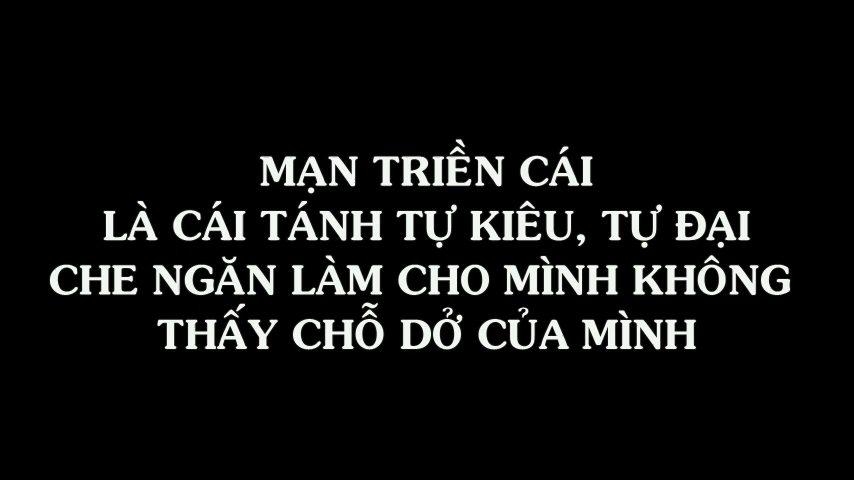 MẠN TRIỀN CÁI
LÀ CÁI TÁNH TỰ KIÊU, TỰ ĐẠI
CHE NGĂN LÀM CHO MÌNH KHÔNG
THẤY CHỖ DỞ CỦA MÌNH